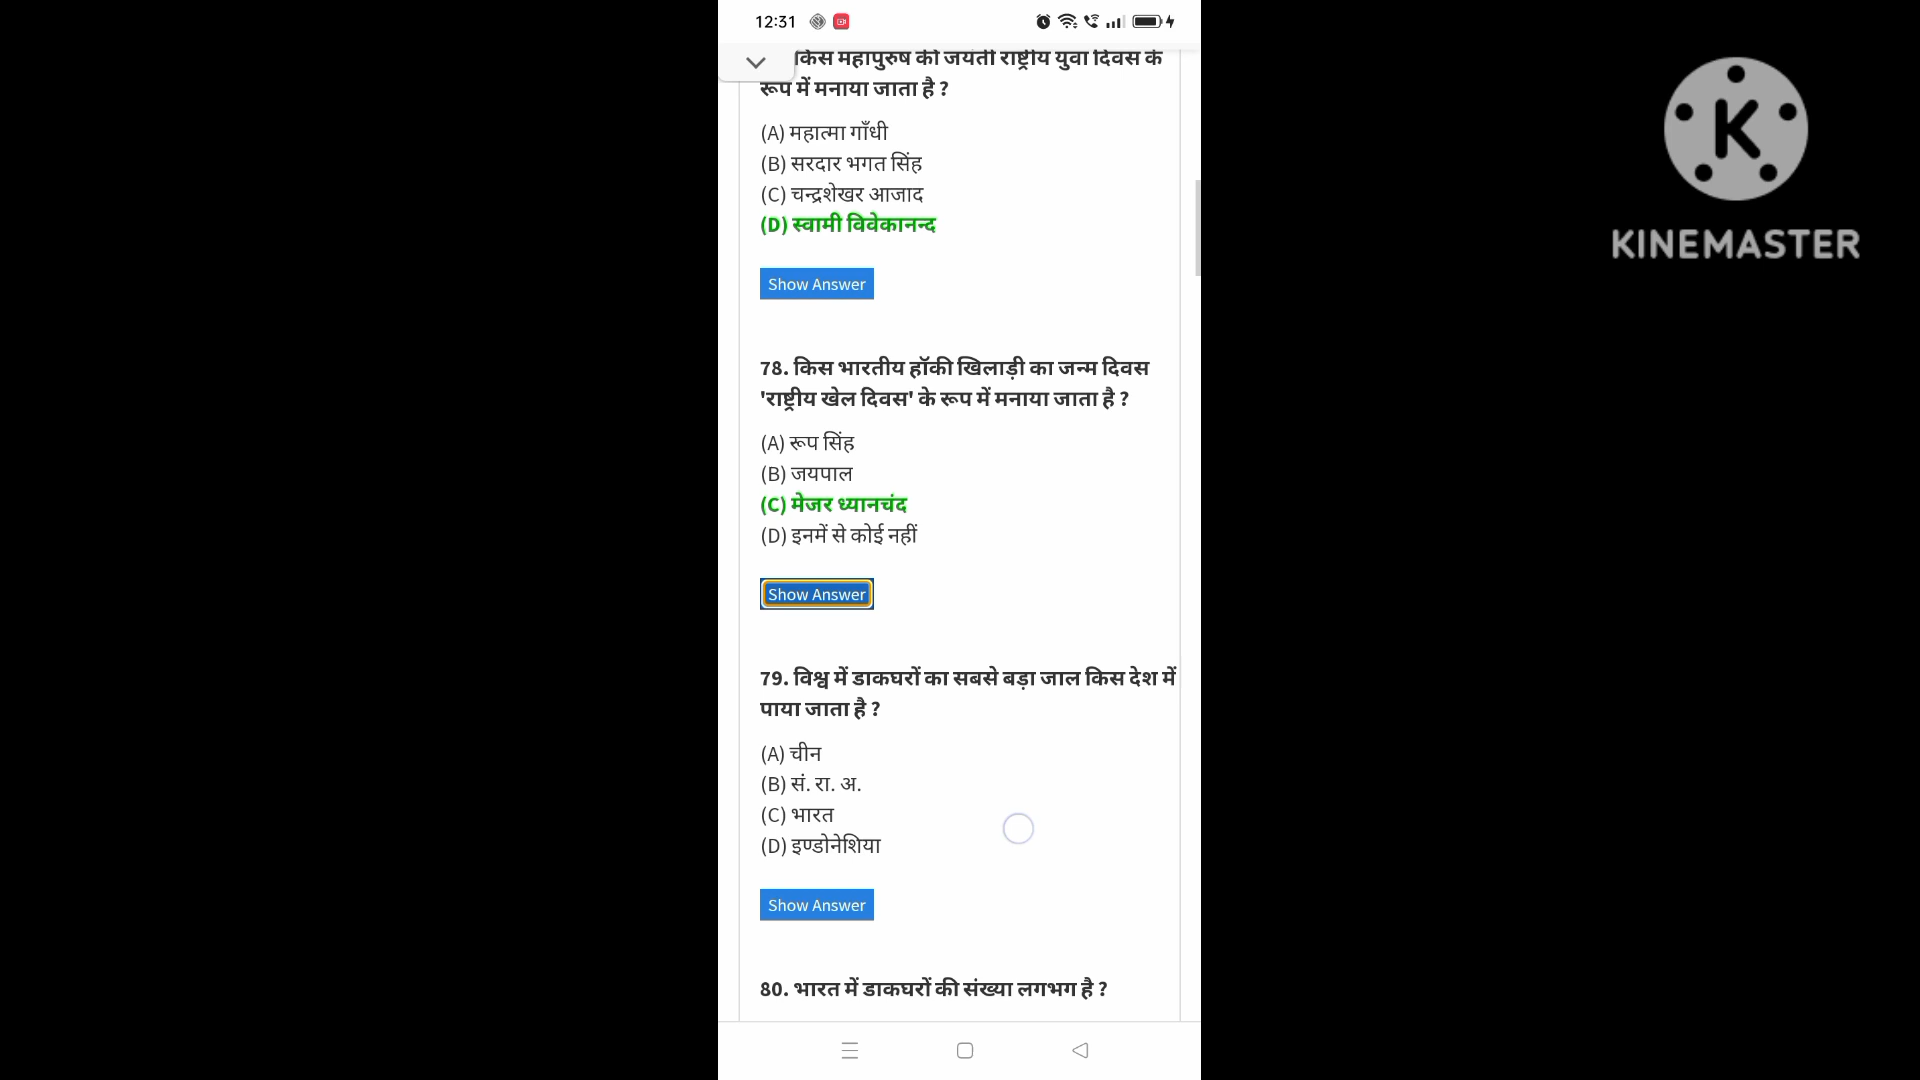 12:31
किस महापुरुष की जयंती राष्ट्रीय युवा दिवस के
रूप में मनाया जाता है ?
(A) महात्मा गाँधी
(B) सरदार भगत सिंह
(C) चन्द्रशेखर आजाद
(D) स्वामी विवेकानन्द
Show Answer
78. किस भारतीय हॉकी खिलाड़ी का जन्म दिवस
'राष्ट्रीय खेल दिवस' के रूप में मनाया जाता है ?
(A) रूप सिंह
(B) जयपाल
(C) मेजर ध्यानचंद
(D) इनमें से कोई नहीं
Show Answer
79. विश्व में डाकघरों का सबसे बड़ा जाल किस देश में
पाया जाता है ?
(A) चीन
(B) सं. रा. अ.
(C) भारत
(D) इण्डोनेशिया
Show Answer
80. भारत में डाकघरों की संख्या लगभग है ?
K
KINEMASTER